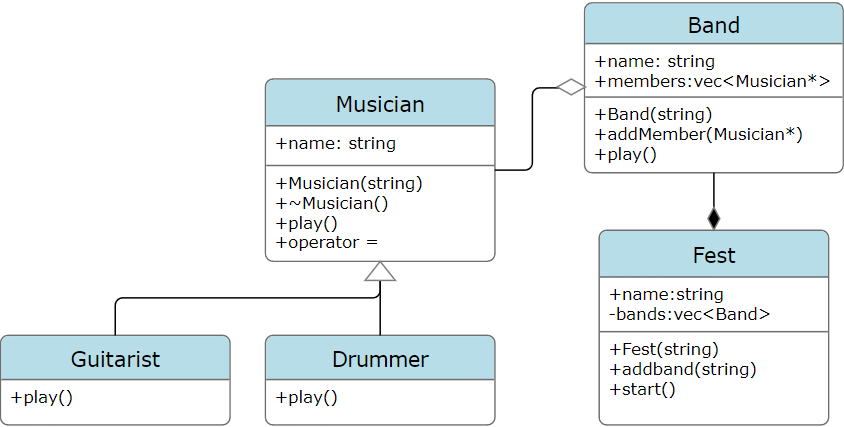 Band
+name: string
+members:vec<Musician*>
+Band(string)
+addMember(Musician*)
+play()
Musician
+name: string
+Musician(string)
+~Musician()
+play()
+operator =
Fest
+name:string
-bands:vec<Band>
+Fest(string)
+addband(string)
+start()
Guitarist
+play()
Drummer
+play()